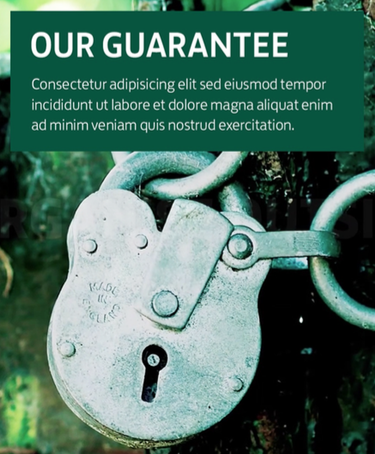 OUR GUARANTEE
Consectetur adipisicing elit sed eiusmod tempor
incididunt ut labore et dolore magna aliquat enim
ad minim veniam quis nostrud exercitation.
MADE
IN
ENGLAND